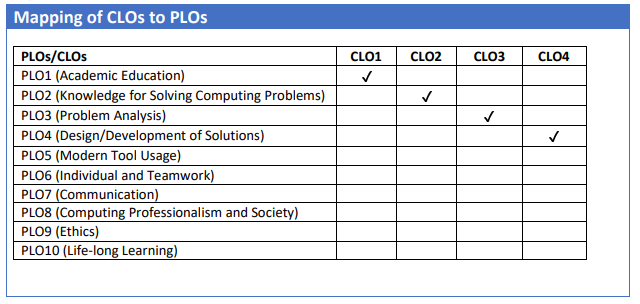 Mapping of CLOs to PLOs
PLOs/CLOs CLO1 CLO2 CLO3 CLO4
PLO1 (Academic Education) ✓
PLO2 (Knowledge for Solving Computing Problems) ✓
PLO3 (Problem Analysis) ✓
PLO4 (Design/Development of Solutions) ✓
PLO5 (Modern Tool Usage)
PLO6 (Individual and Teamwork)
PLO7 (Communication)
PLO8 (Computing Professionalism and Society)
PLO9 (Ethics)
PLO10 (Life-long Learning)